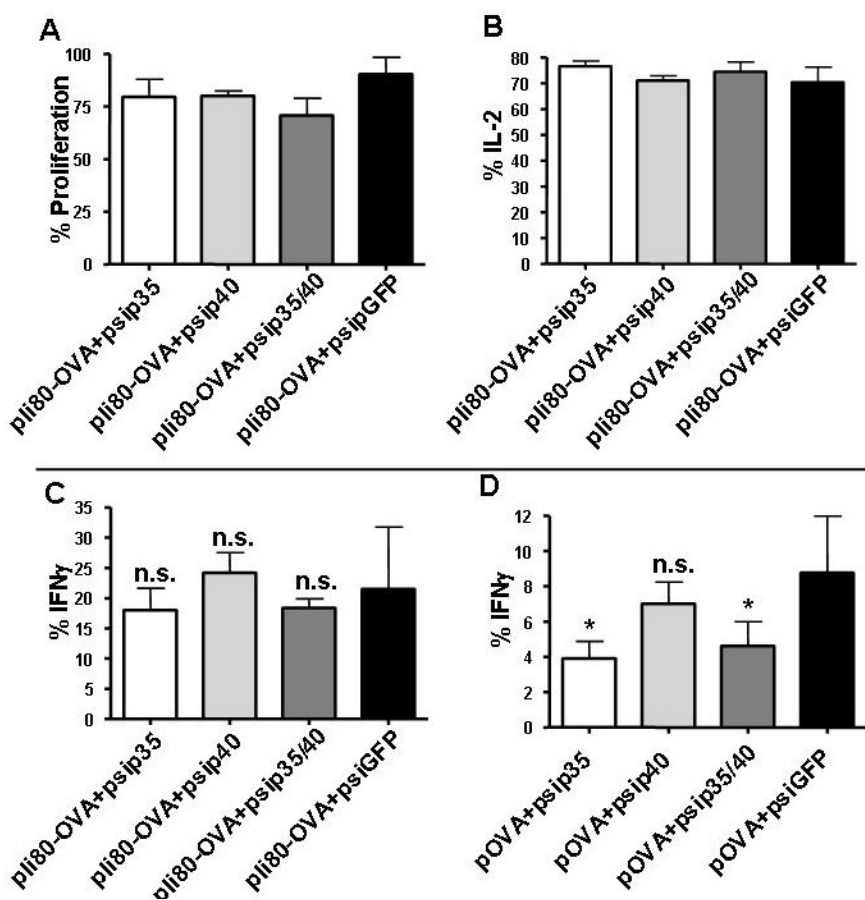 A
% Proliferation
100
75
50
25
0
pIi80-OVA+psip35
pIi80-OVA+psip40
pIi80-OVA+psip35/40
pIi80-OVA+psipGFP
B
% IL-2
80
70
60
50
40
30
20
10
0
pIi80-OVA+psip35
pIi80-OVA+psip40
pIi80-OVA+psip35/40
pIi80-OVA+psiGFP
C
% IFNγ
35
30
25
20
15
10
5
0
n.s.
n.s.
n.s.
pIi80-OVA+psip35
pIi80-OVA+psip40
pIi80-OVA+psip35/40
pIi80-OVA+psiGFP
D
% IFNγ
12
10
8
6
4
2
0
*
n.s.
*
pOVA+psip35
pOVA+psip40
pOVA+psip35/40
pOVA+psiGFP